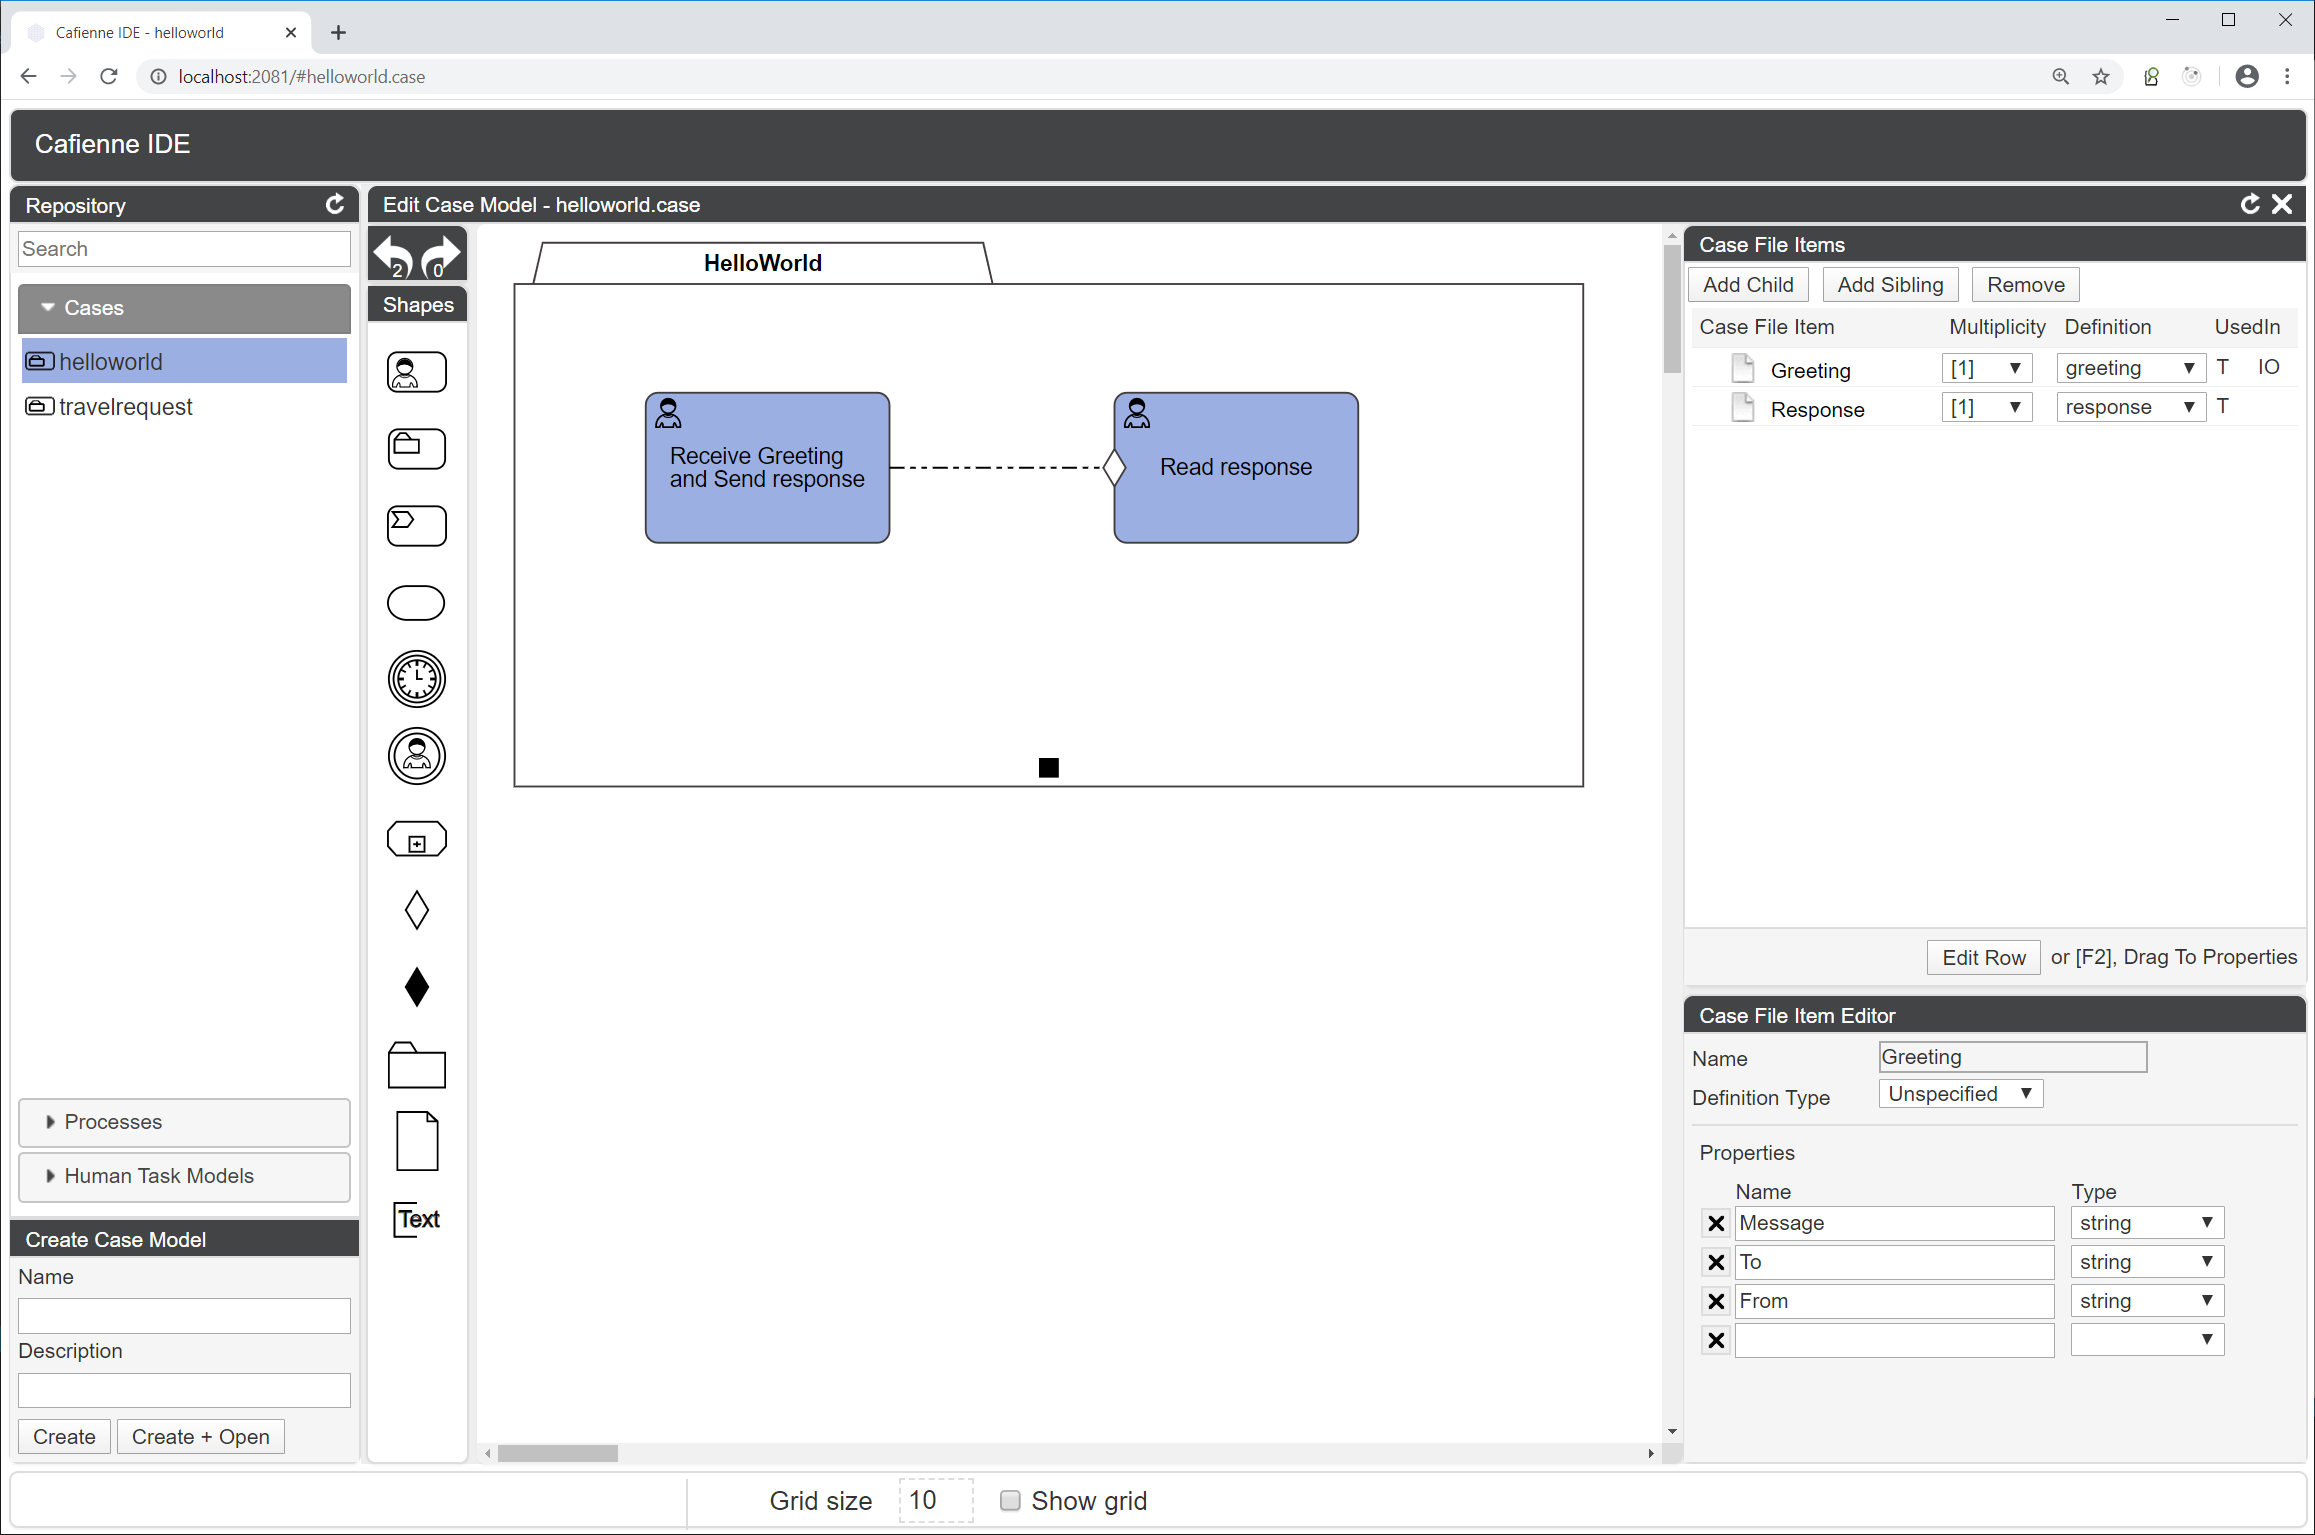 Cafienne IDE - helloworld
localhost:2081/#helloworld.case
Cafienne IDE
Repository
Search
Cases
helloworld
travelrequest
Processes
Human Task Models
Create Case Model
Name
Description
Create
Create + Open
Edit Case Model - helloworld.case
2 0
Shapes
Text
HelloWorld
Receive Greeting
and Send response
Read response
Case File Items
Add Child Add Sibling Remove
Case File Item Multiplicity Definition UsedIn
Greeting [1] greeting T IO
Response [1] response T
Edit Row or [F2], Drag To Properties
Case File Item Editor
Name Greeting
Definition Type Unspecified
Properties
Name Type
Message string
To string
From string
Grid size 10 Show grid